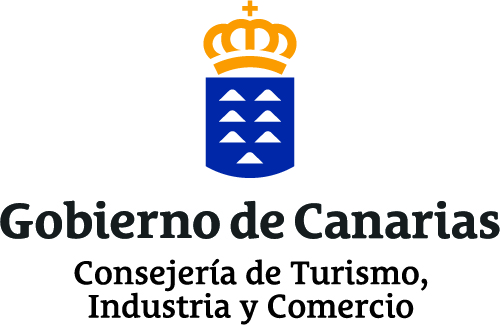 Gobierno de Canarias
Consejería de Turismo,
Industria y Comercio